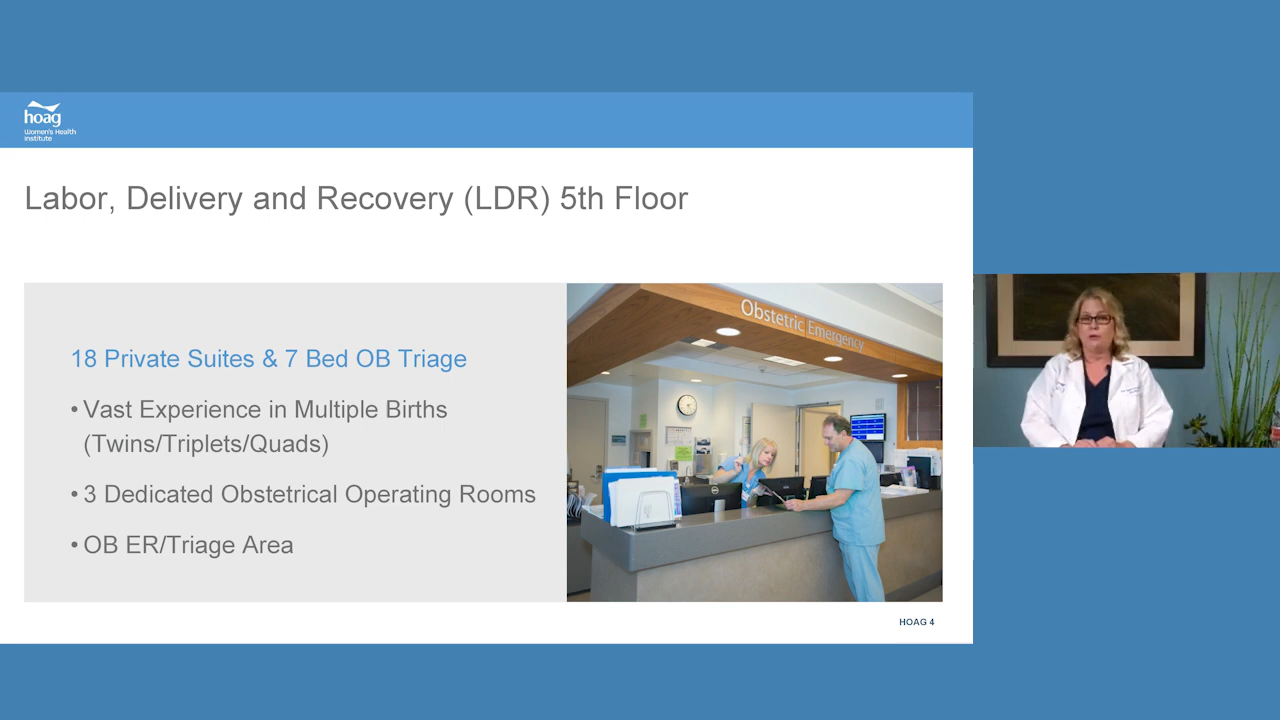 hoag
Women's Health
Institute
Labor, Delivery and Recovery (LDR) 5th Floor
18 Private Suites & 7 Bed OB Triage
• Vast Experience in Multiple Births
(Twins/Triplets/Quads)
• 3 Dedicated Obstetrical Operating Rooms
• OB ER/Triage Area
Obstetric Emergency
HOAG 4